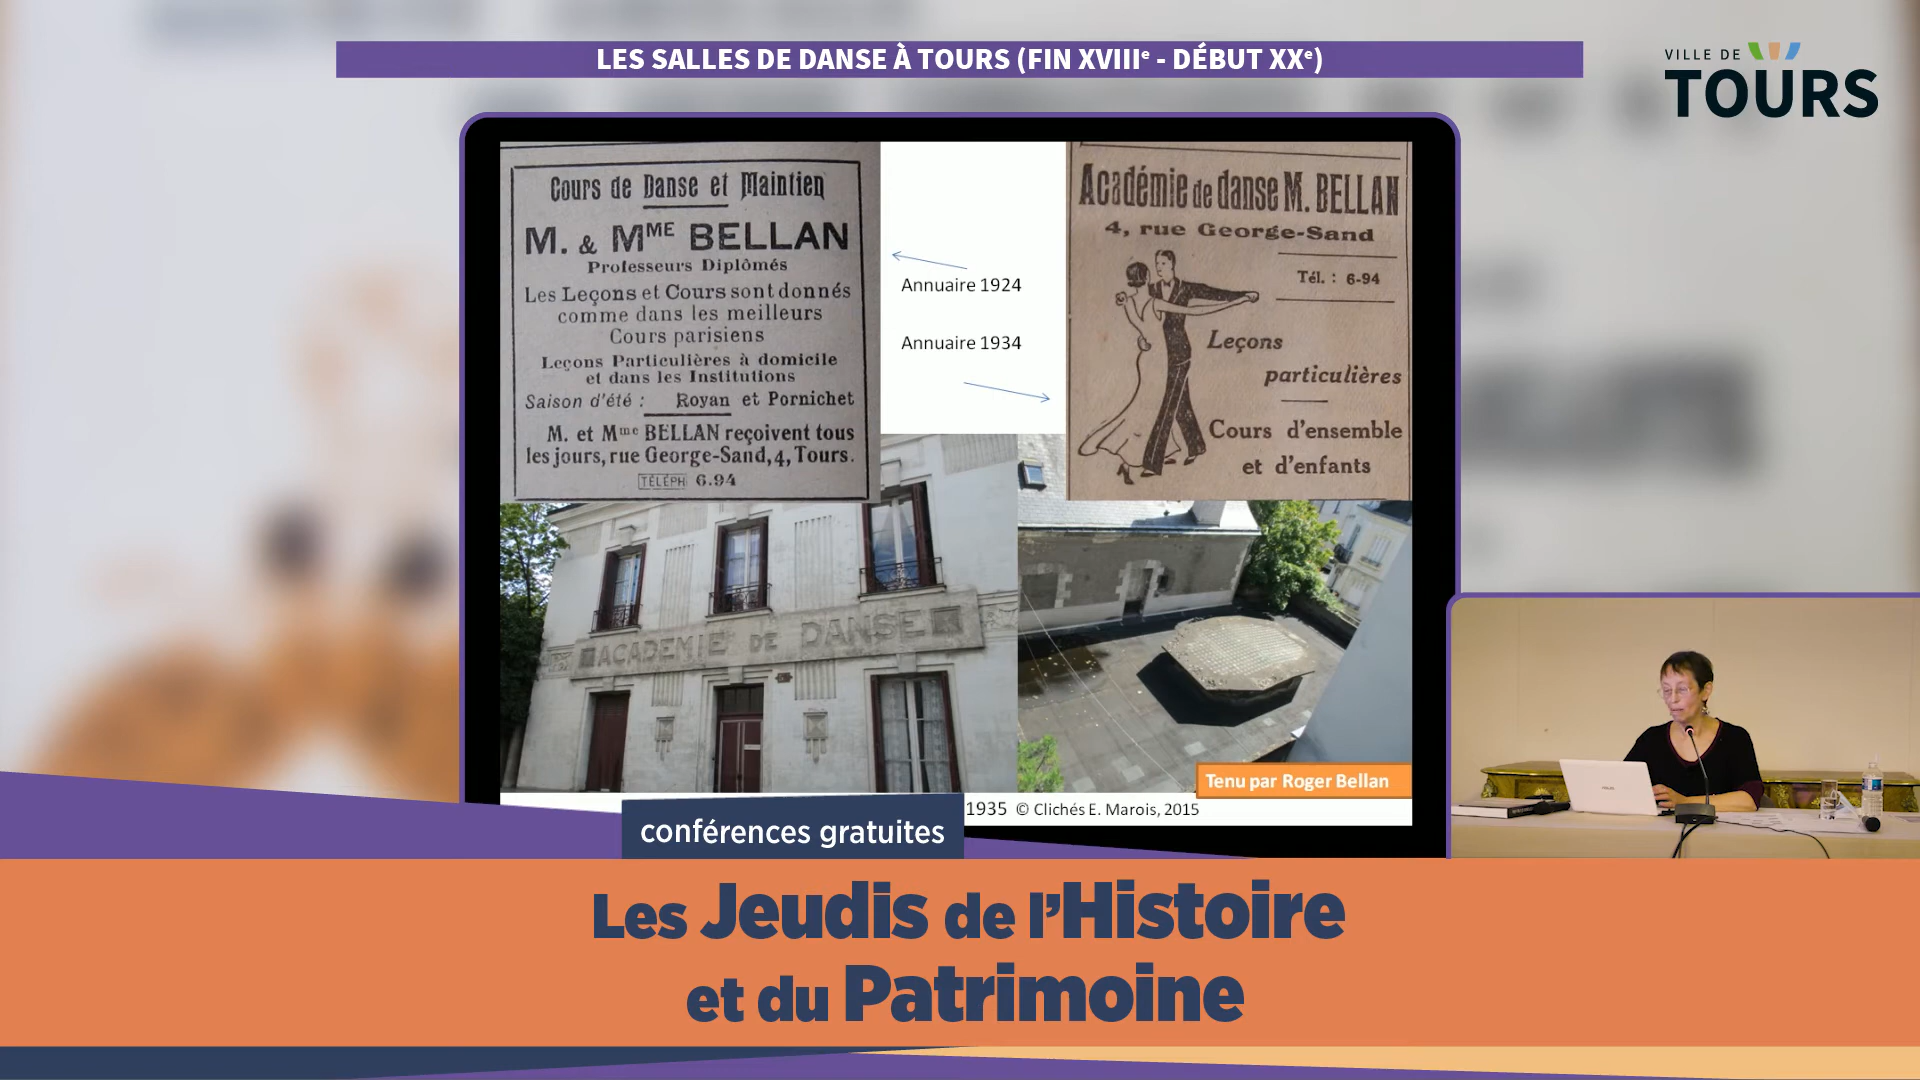 LES SALLES DE DANSE À TOURS (FIN XVIIIe - DÉBUT XXe)
VILLE DE
TOURS
Cours de Danse et Maintien
M. & MME BELLAN
Professeurs Diplômés
Les Leçons et Cours sont donnés
comme dans les meilleurs
Cours parisiens
Leçons Particulières à domicile
et dans les Institutions
Saison d'été : Royan et Pornichet
M. et Mme BELLAN reçoivent tous
les jours, rue George-Sand, 4, Tours.
TÉLÉPH 6.94
Annuaire 1924
Annuaire 1934
Académie de danse M. BELLAN
4, rue George-Sand
Tél. : 6-94
Leçons
particulières
Cours d'ensemble
et d'enfants
ACADEMIE DE DANSE
Tenu par Roger Bellan
1935 © Clichés E. Marois, 2015
conférences gratuites
Les Jeudis de l'Histoire
et du Patrimoine